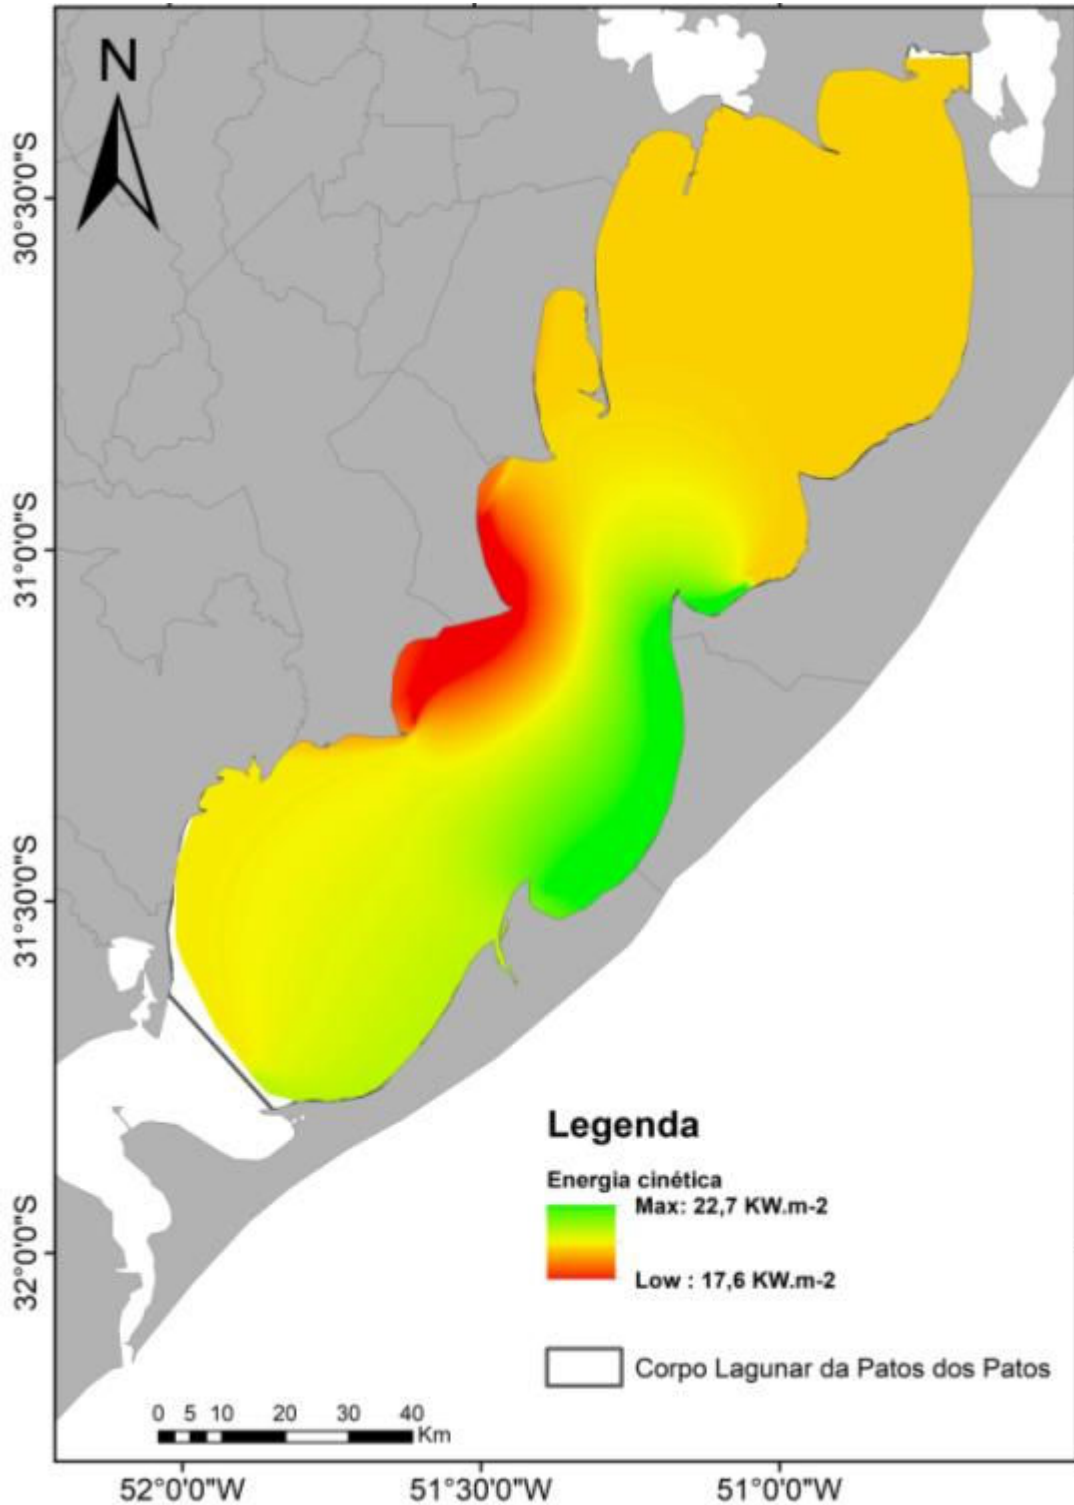 N
30°30'0"S
31°0'0"S
31°30'0"S
32°0'0"S
Legenda
Energia cinética
Max: 22,7 KW.m-2
Low : 17,6 KW.m-2
Corpo Lagunar da Patos dos Patos
0 5 10 20 30 40
Km
52°0'0"W 51°30'0"W 51°0'0"W